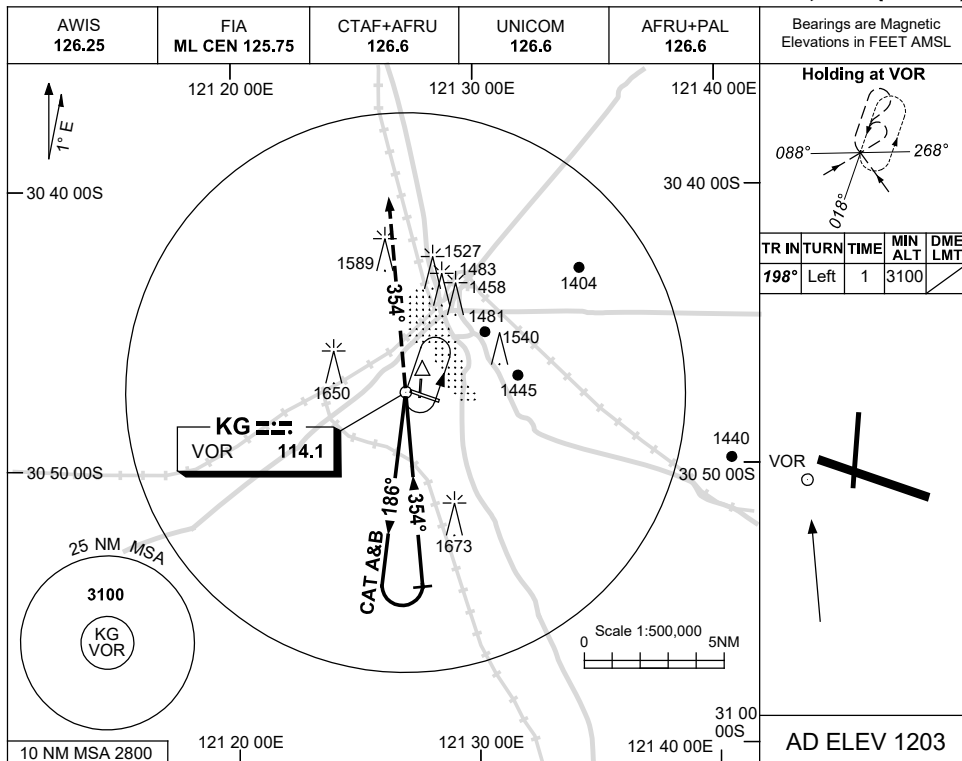 AWIS
126.25
FIA
ML CEN 125.75
CTAF+AFRU
126.6
UNICOM
126.6
AFRU+PAL
126.6
Bearings are Magnetic
Elevations in FEET AMSL
121 20 00E
121 30 00E
121 40 00E
1° E
30 40 00S
30 40 00S
Holding at VOR
088°
268°
018°
TR IN
TURN
TIME
MIN
ALT
DME
LMT
198°
Left
1
3100
1589
1527
1483
1458
1404
354°
1481
1540
1445
1650
KG
VOR 114.1
1440
30 50 00S
30 50 00S
VOR
186°
354°
CAT A&B
1673
25 NM MSA
3100
KG
VOR
Scale 1:500,000
0
5NM
31 00
00S
121 20 00E
121 30 00E
121 40 00E
10 NM MSA 2800
AD ELEV 1203